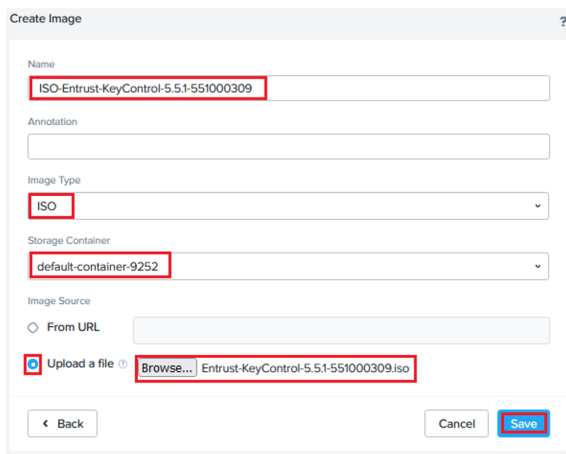 Create Image
?
Name
ISO-Entrust-KeyControl-5.5.1-551000309
Annotation
Image Type
ISO
Storage Container
default-container-9252
Image Source
From URL
Upload a file ?
Browse... Entrust-KeyControl-5.5.1-551000309.iso
< Back
Cancel
Save